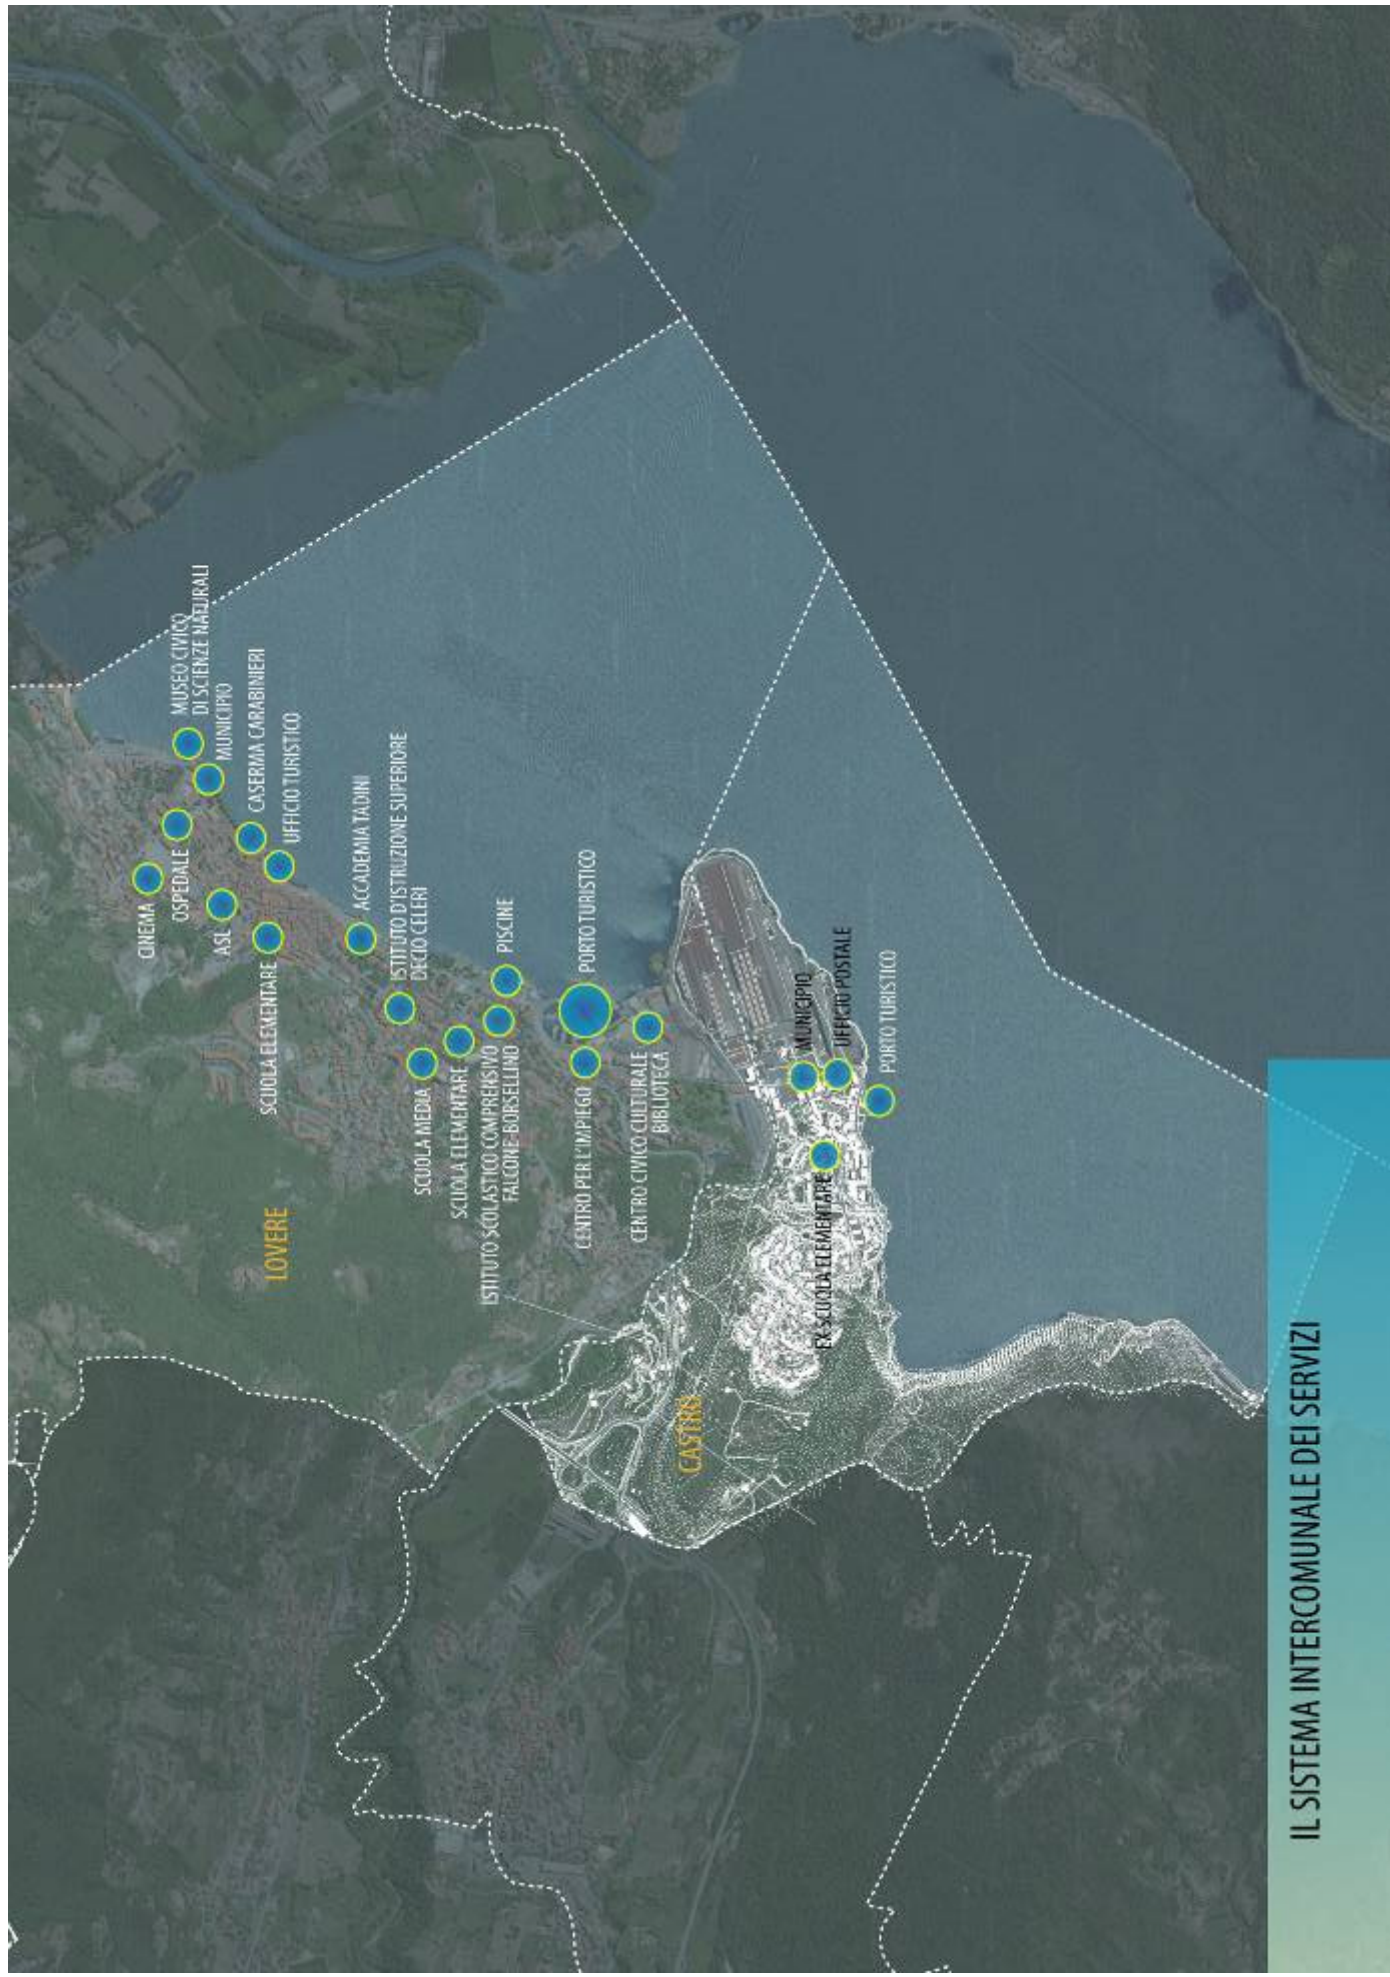 MUSEO CIVICO
DI SCIENZE NATURALI
MUNICIPIO
CINEMA
OSPEDALE
CASERMA CARABINIERI
ASL
UFFICIO TURISTICO
SCUOLA ELEMENTARE
ACCADEMIA TADINI
LOVERE
ISTITUTO D'ISTRUZIONE SUPERIORE
DECIO CELERI
SCUOLA MEDIA
SCUOLA ELEMENTARE
ISTITUTO SCOLASTICO COMPRENSIVO
FALCONE-BORSELLINO
PISCINE
CENTRO PER L'IMPIEGO
PORTO TURISTICO
CENTRO CIVICO CULTURALE
BIBLIOTECA
CASTRO
MUNICIPIO
EX SCUOLA ELEMENTARE
UFFICIO POSTALE
PORTO TURISTICO
IL SISTEMA INTERCOMUNALE DEI SERVIZI